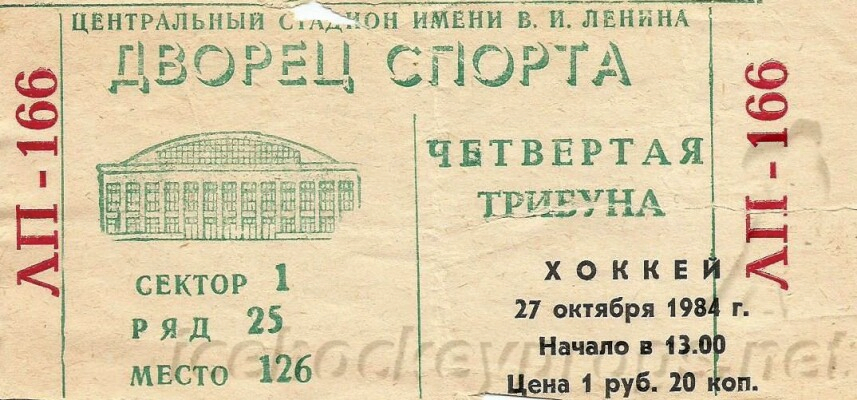 ЦЕНТРАЛЬНЫЙ СТАДИОН ИМЕНИ В. И. ЛЕНИНА
ДВОРЕЦ СПОРТА
ЛП - 166
ЧЕТВЕРТАЯ
ТРИБУНА
СЕКТОР 1
РЯД 25
МЕСТО 126
ХОККЕЙ
27 октября 1984 г.
Начало в 13.00
Цена 1 руб. 20 коп.
ЛП - 166